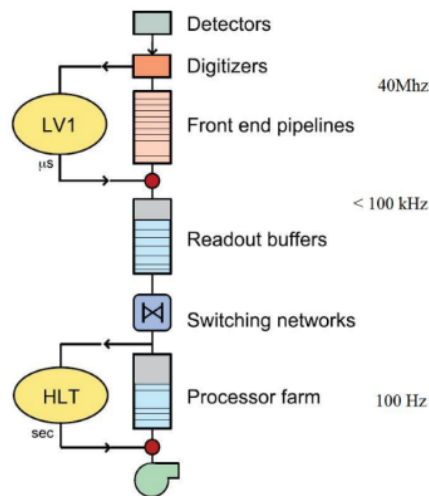 Detectors
Digitizers
40Mhz
LV1
Front end pipelines
μs
< 100 kHz
Readout buffers
Switching networks
HLT
Processor farm
100 Hz
sec